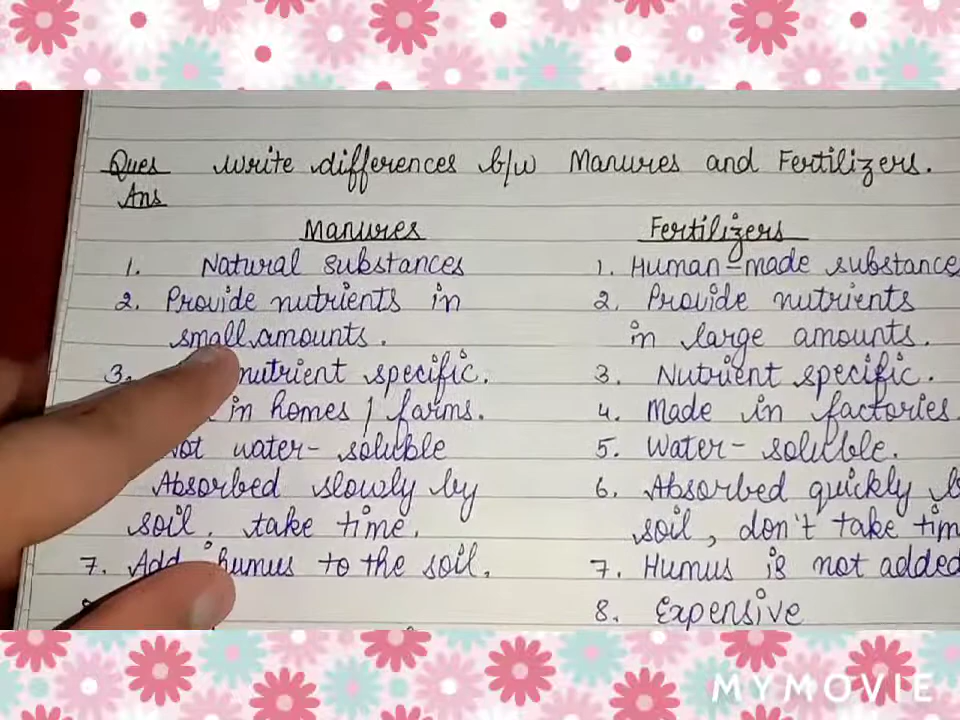 Ques write differences b/w Manures and Fertilizers.
Ans
Manures Fertilizers
1. Natural substances 1. Human-made substances
2. Provide nutrients in 2. Provide nutrients
small amounts. in large amounts.
3. nutrient specific. 3. Nutrient specific.
in homes / farms. 4. Made in factories.
Not water-soluble 5. Water-soluble.
Absorbed slowly by 6. Absorbed quickly
soil, take time. soil, don't take
7. Add humus to the soil. 7. Humus is not added
8. Expensive
MYMOVIE